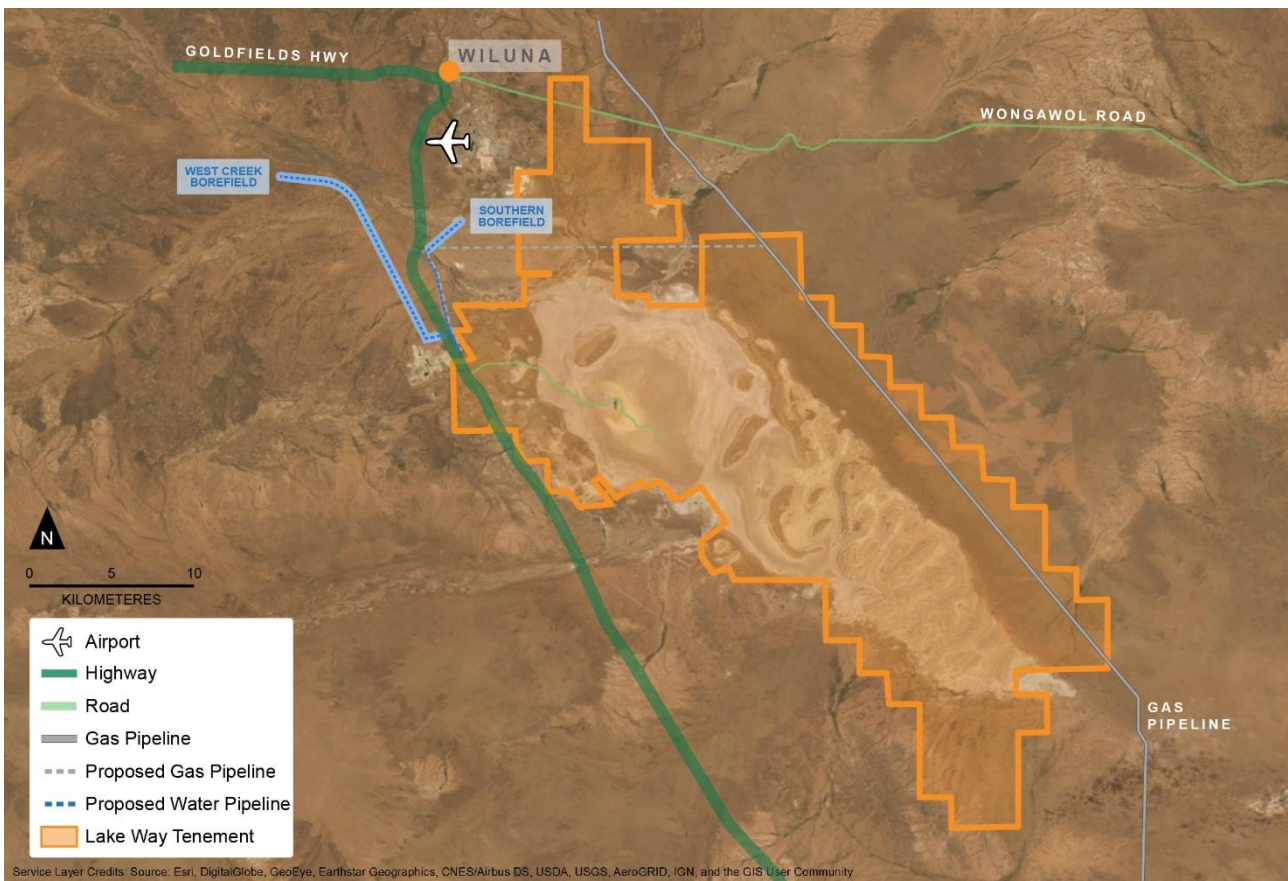 GOLDFIELDS HWY
WILUNA
WONGAWOL ROAD
WEST CREEK
BOREFIELD
SOUTHERN
BOREFIELD
N
0 5 10
KILOMETERES
GAS
PIPELINE
Airport
Highway
Road
Gas Pipeline
Proposed Gas Pipeline
Proposed Water Pipeline
Lake Way Tenement
Service Layer Credits: Source: Esri, DigitalGlobe, GeoEye, Earthstar Geographics, CNES/Airbus DS, USDA, USGS, AeroGRID, IGN, and the GIS User Community